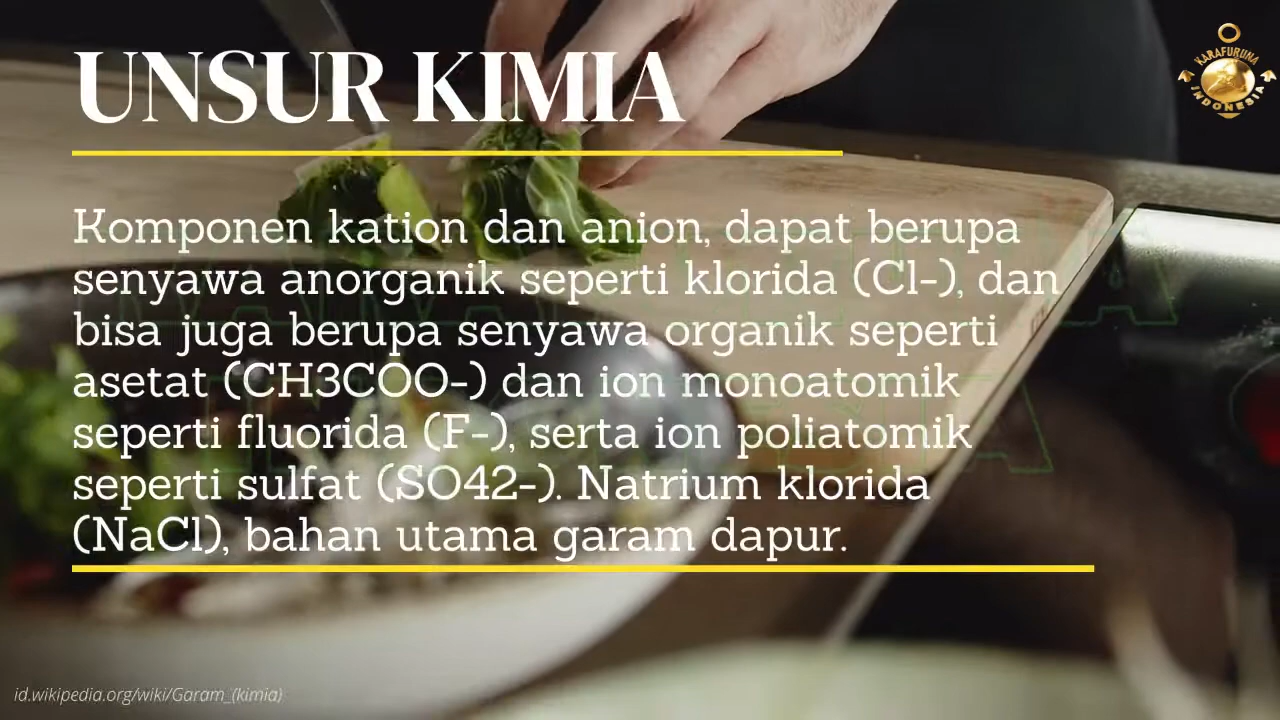 UNSUR KIMIA
KARAFURUNA
INDONESIA
Komponen kation dan anion, dapat berupa
senyawa anorganik seperti klorida (Cl-), dan
bisa juga berupa senyawa organik seperti
asetat (CH3COO-) dan ion monoatomik
seperti fluorida (F-), serta ion poliatomik
seperti sulfat (SO42-). Natrium klorida
(NaCl), bahan utama garam dapur.
id.wikipedia.org/wiki/Garam_(kimia)